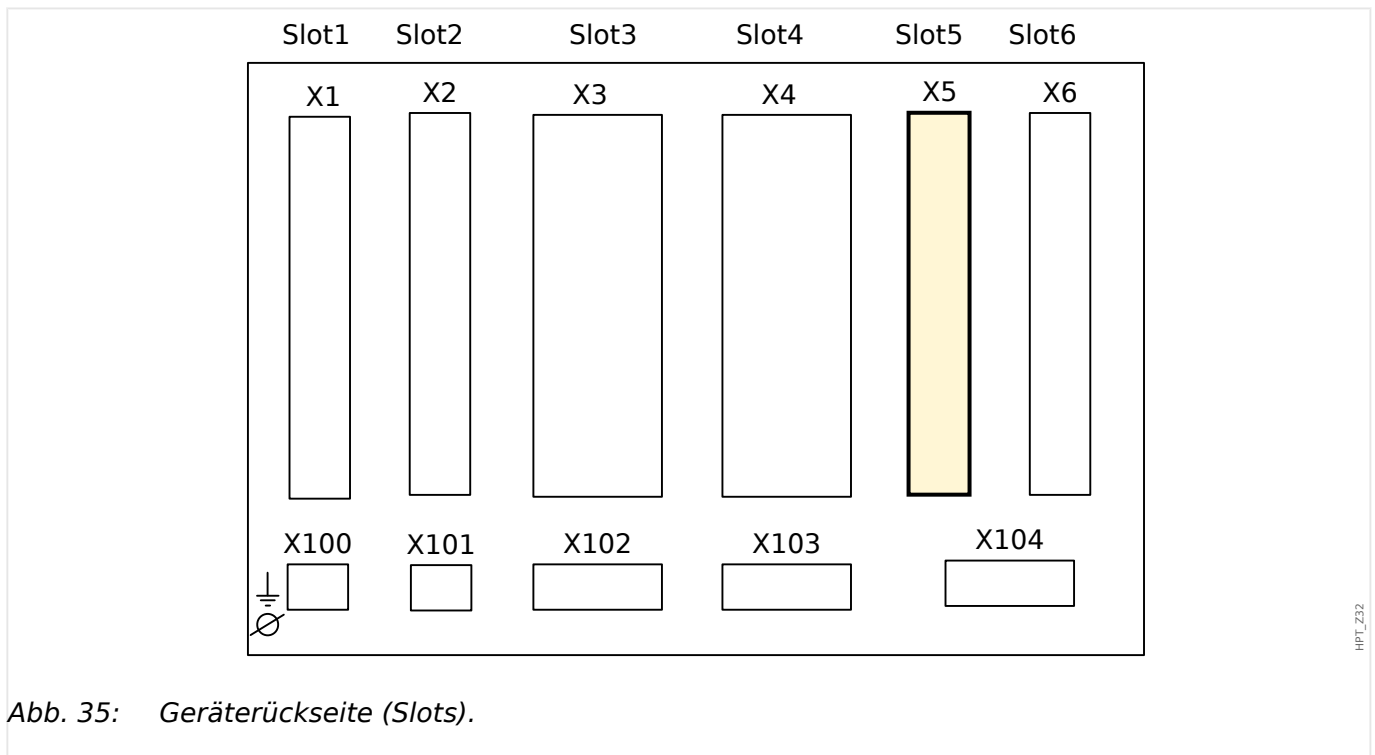 Slot1 Slot2 Slot3 Slot4 Slot5 Slot6
X1 X2 X3 X4 X5 X6
X100 X101 X102 X103 X104
HPT_Z32
Abb. 35: Geräterückseite (Slots).